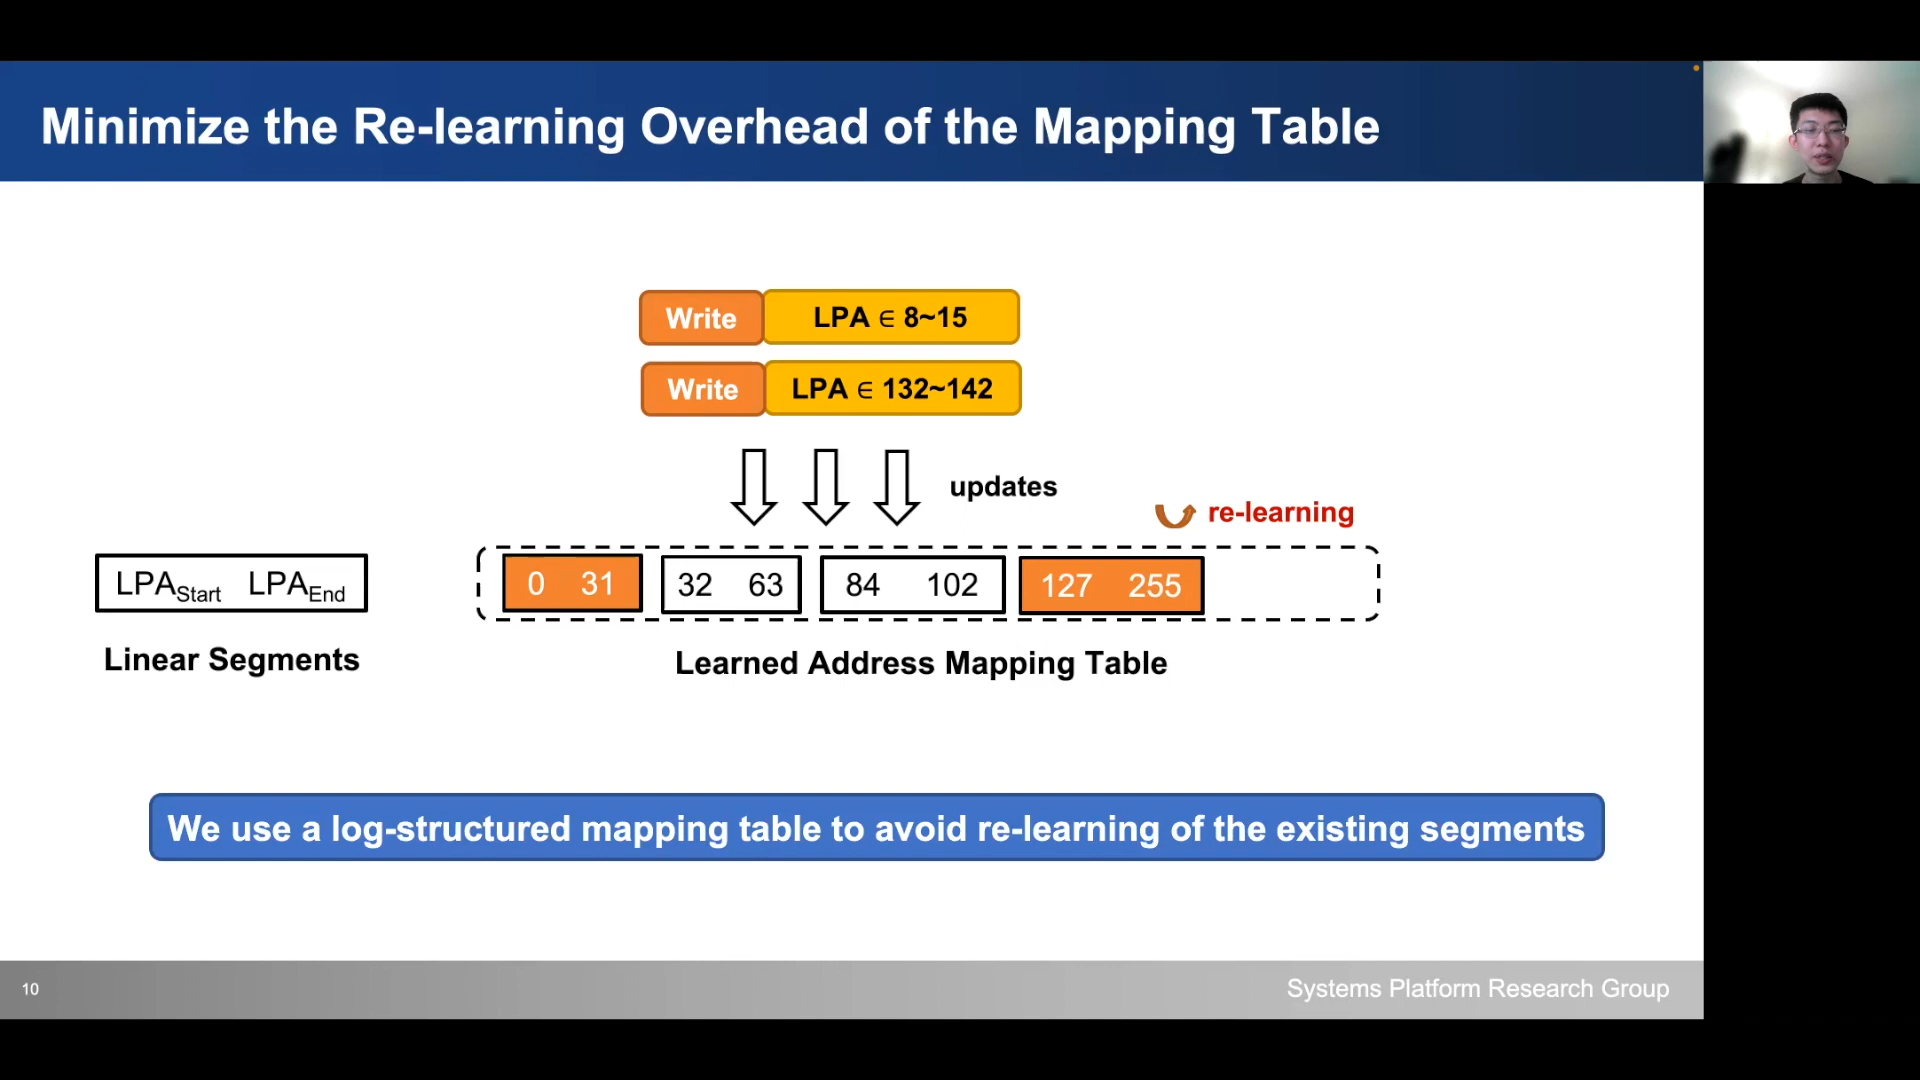 Minimize the Re-learning Overhead of the Mapping Table
Write LPA ∈ 8~15
Write LPA ∈ 132~142
updates
re-learning
LPAStart LPAEnd
0 31 32 63 84 102 127 255
Linear Segments
Learned Address Mapping Table
We use a log-structured mapping table to avoid re-learning of the existing segments
10
Systems Platform Research Group